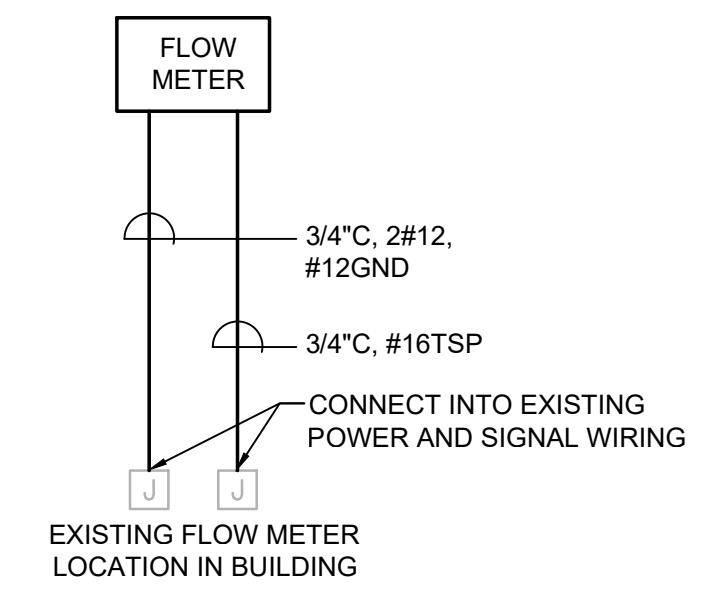 FLOW
METER
3/4"C, 2#12,
#12GND
3/4"C, #16TSP
CONNECT INTO EXISTING
POWER AND SIGNAL WIRING
J J
EXISTING FLOW METER
LOCATION IN BUILDING